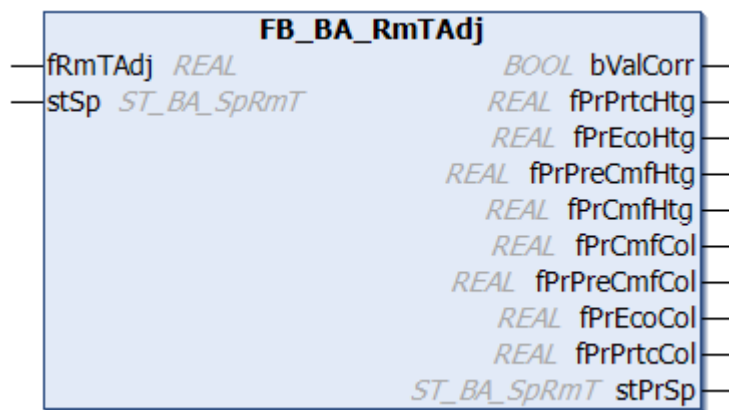 FB_BA_RmTAdj
fRmTAdj REAL BOOL bValCorr
stSp ST_BA_SpRmT REAL fPrPrtcHtg
REAL fPrEcoHtg
REAL fPrPreCmfHtg
REAL fPrCmfHtg
REAL fPrCmfCol
REAL fPrPreCmfCol
REAL fPrEcoCol
REAL fPrPrtcCol
ST_BA_SpRmT stPrSp